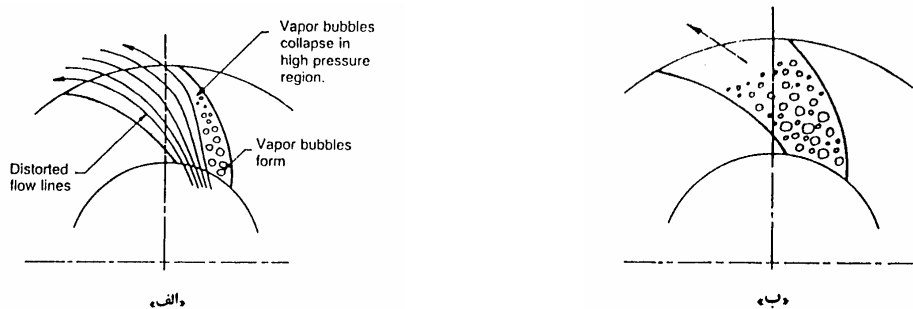 Vapor bubbles
collapse in
high pressure
region.
Vapor bubbles
form
Distorted
flow lines
«الف»
«ب»